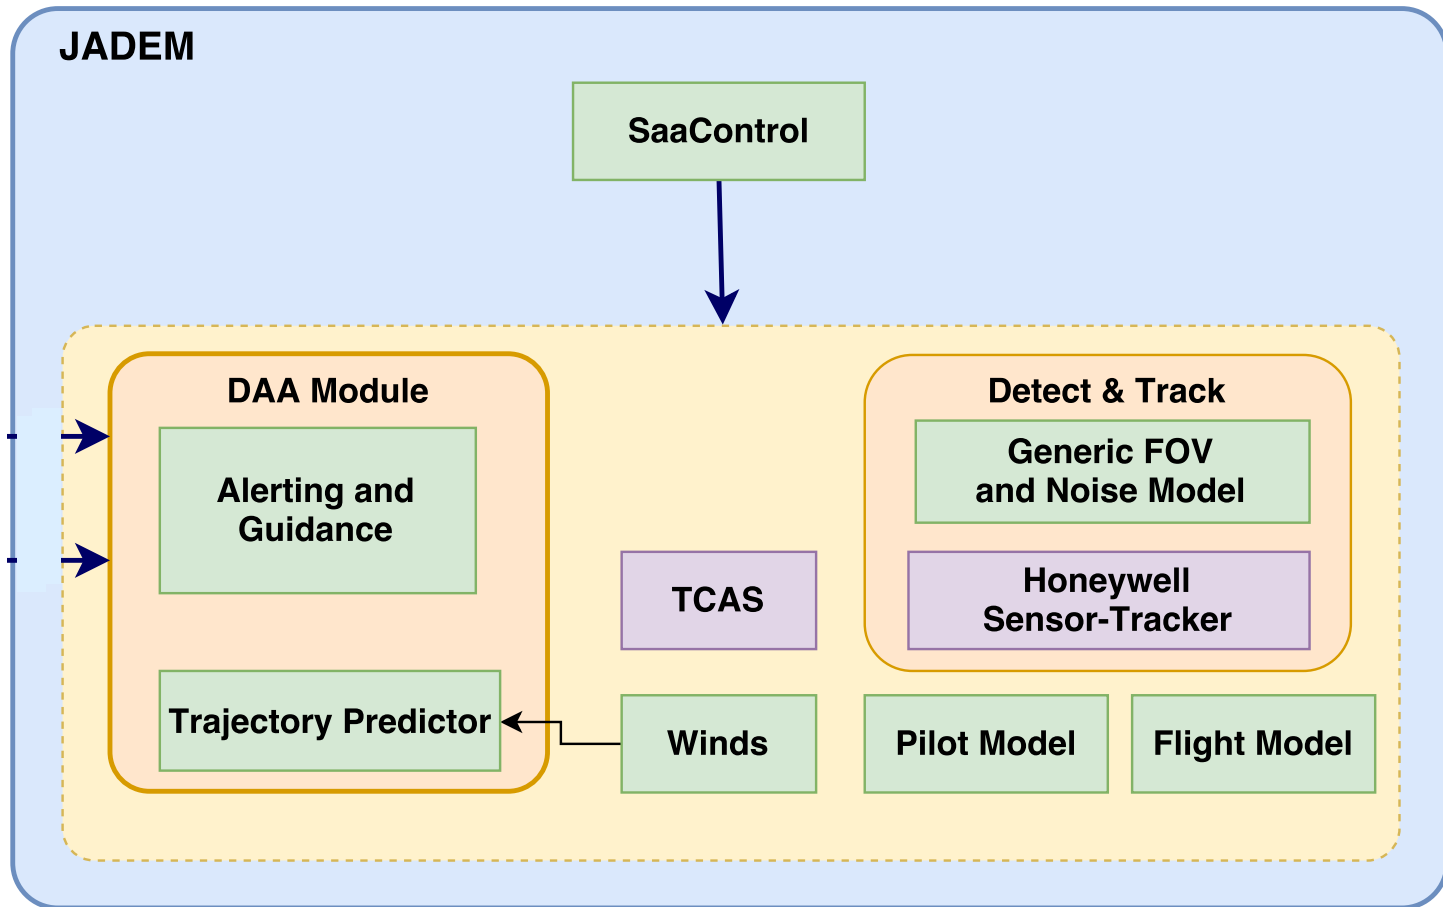 JADEM
SaaControl
DAA Module
Alerting and
Guidance
Trajectory Predictor
TCAS
Winds
Detect & Track
Generic FOV
and Noise Model
Honeywell
Sensor-Tracker
Pilot Model
Flight Model